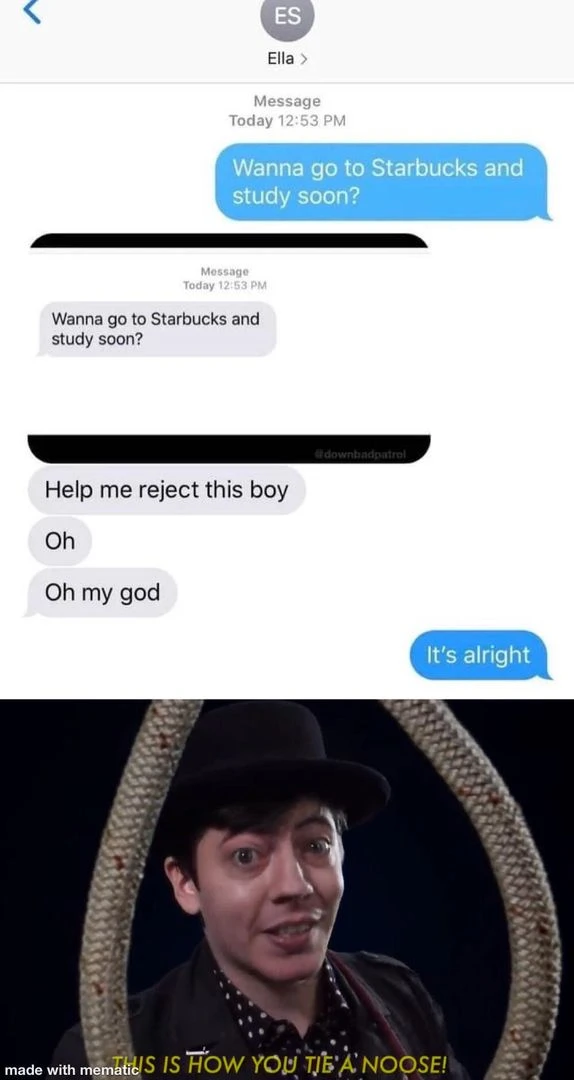 ES
Ella >
Message
Today 12:53 PM
Wanna go to Starbucks and
study soon?
Message
Today 12:53 PM
Wanna go to Starbucks and
study soon?
@downbadpatrol
Help me reject this boy
Oh
Oh my god
It's alright
THIS IS HOW YOU TIE A NOOSE!
made with mematic